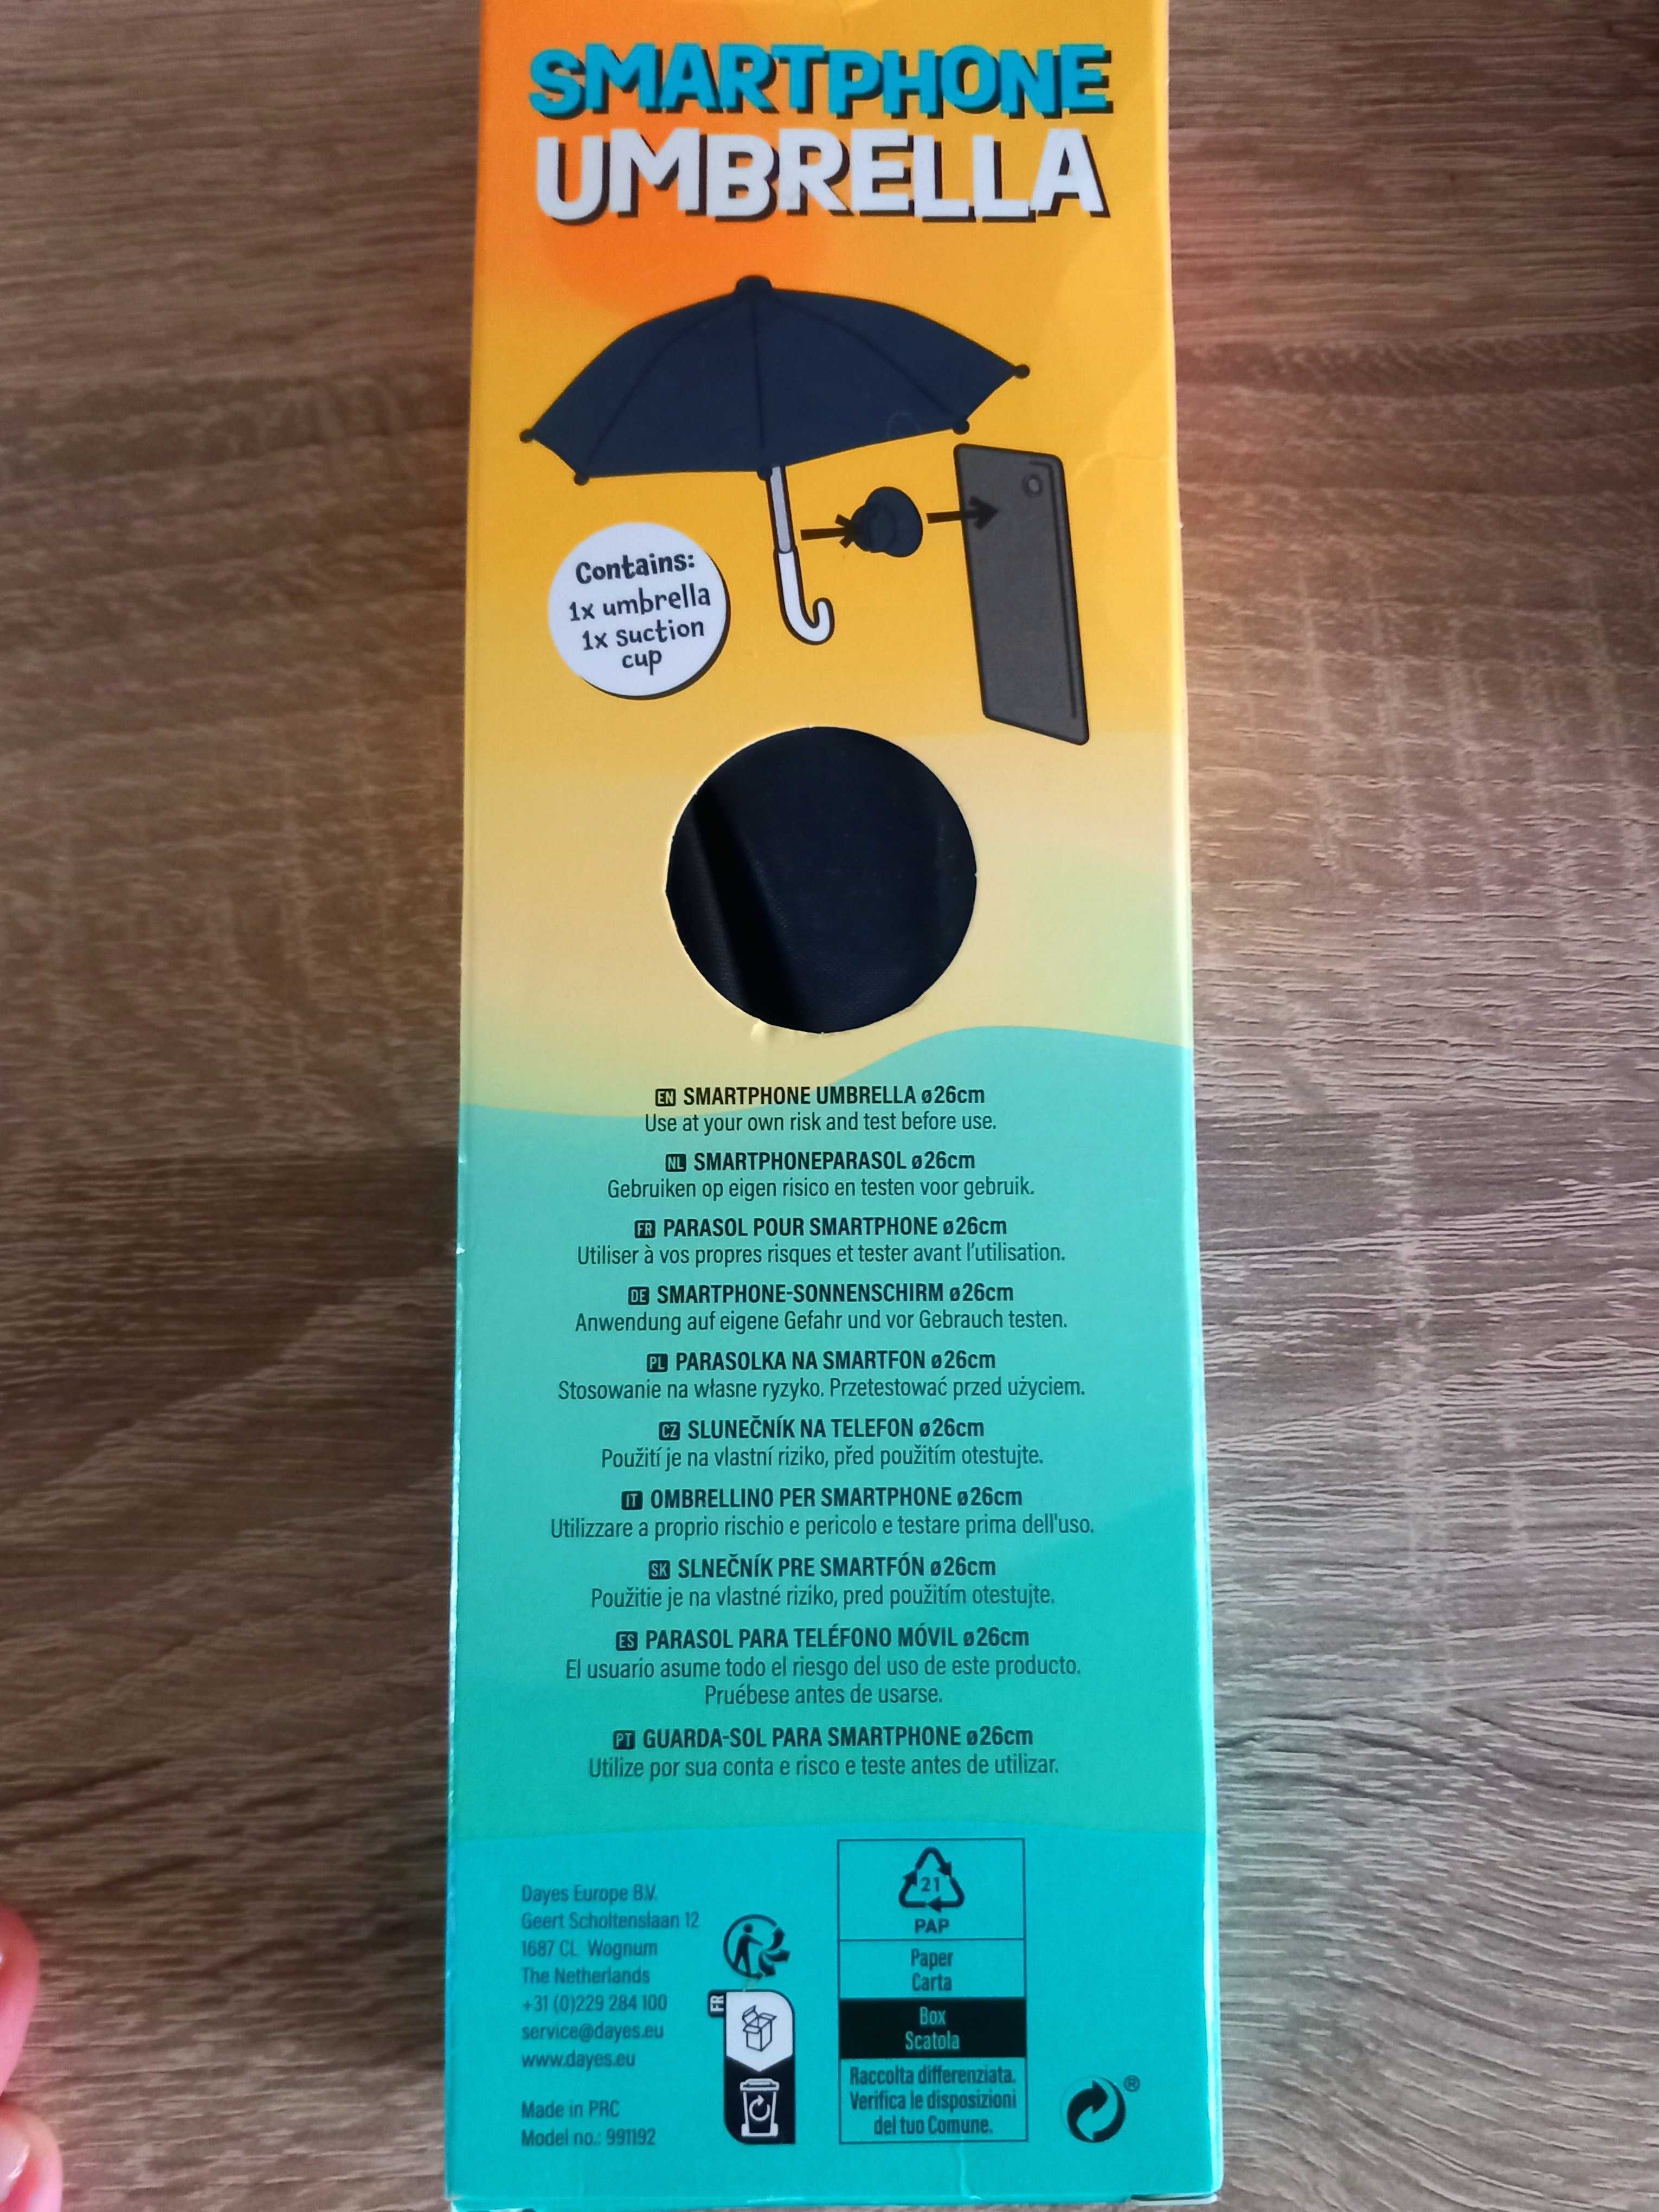 SMARTPHONE
UMBRELLA
Contains:
1x umbrella
1x suction
cup
EN SMARTPHONE UMBRELLA ø26cm
Use at your own risk and test before use.
NL SMARTPHONEPARASOL ø26cm
Gebruiken op eigen risico en testen voor gebruik.
FR PARASOL POUR SMARTPHONE ø26cm
Utiliser à vos propres risques et tester avant l'utilisation.
DE SMARTPHONE-SONNENSCHIRM ø26cm
Anwendung auf eigene Gefahr und vor Gebrauch testen.
PL PARASOLKA NA SMARTFON ø26cm
Stosowanie na własne ryzyko. Przetestować przed użyciem.
CZ SLUNEČNÍK NA TELEFON ø26cm
Použití je na vlastní riziko, před použitím otestujte.
IT OMBRELLINO PER SMARTPHONE ø26cm
Utilizzare a proprio rischio e pericolo e testare prima dell'uso.
SK SLNEČNÍK PRE SMARTFÓN ø26cm
Použitie je na vlastné riziko, pred použitím otestujte.
ES PARASOL PARA TELÉFONO MÓVIL ø26cm
El usuario asume todo el riesgo del uso de este producto.
Pruébese antes de usarse.
PT GUARDA-SOL PARA SMARTPHONE ø26cm
Utilize por sua conta e risco e teste antes de utilizar.
Dayes Europe B.V.
Geert Scholtenslaan 12
1687 CL Wognum
The Netherlands
+31 (0)229 284 100
service@dayes.eu
www.dayes.eu
Made in PRC
Model no.: 991192
FR
21
PAP
Paper
Carta
Box
Scatola
Raccolta differenziata.
Verifica le disposizioni
del tuo Comune.
®